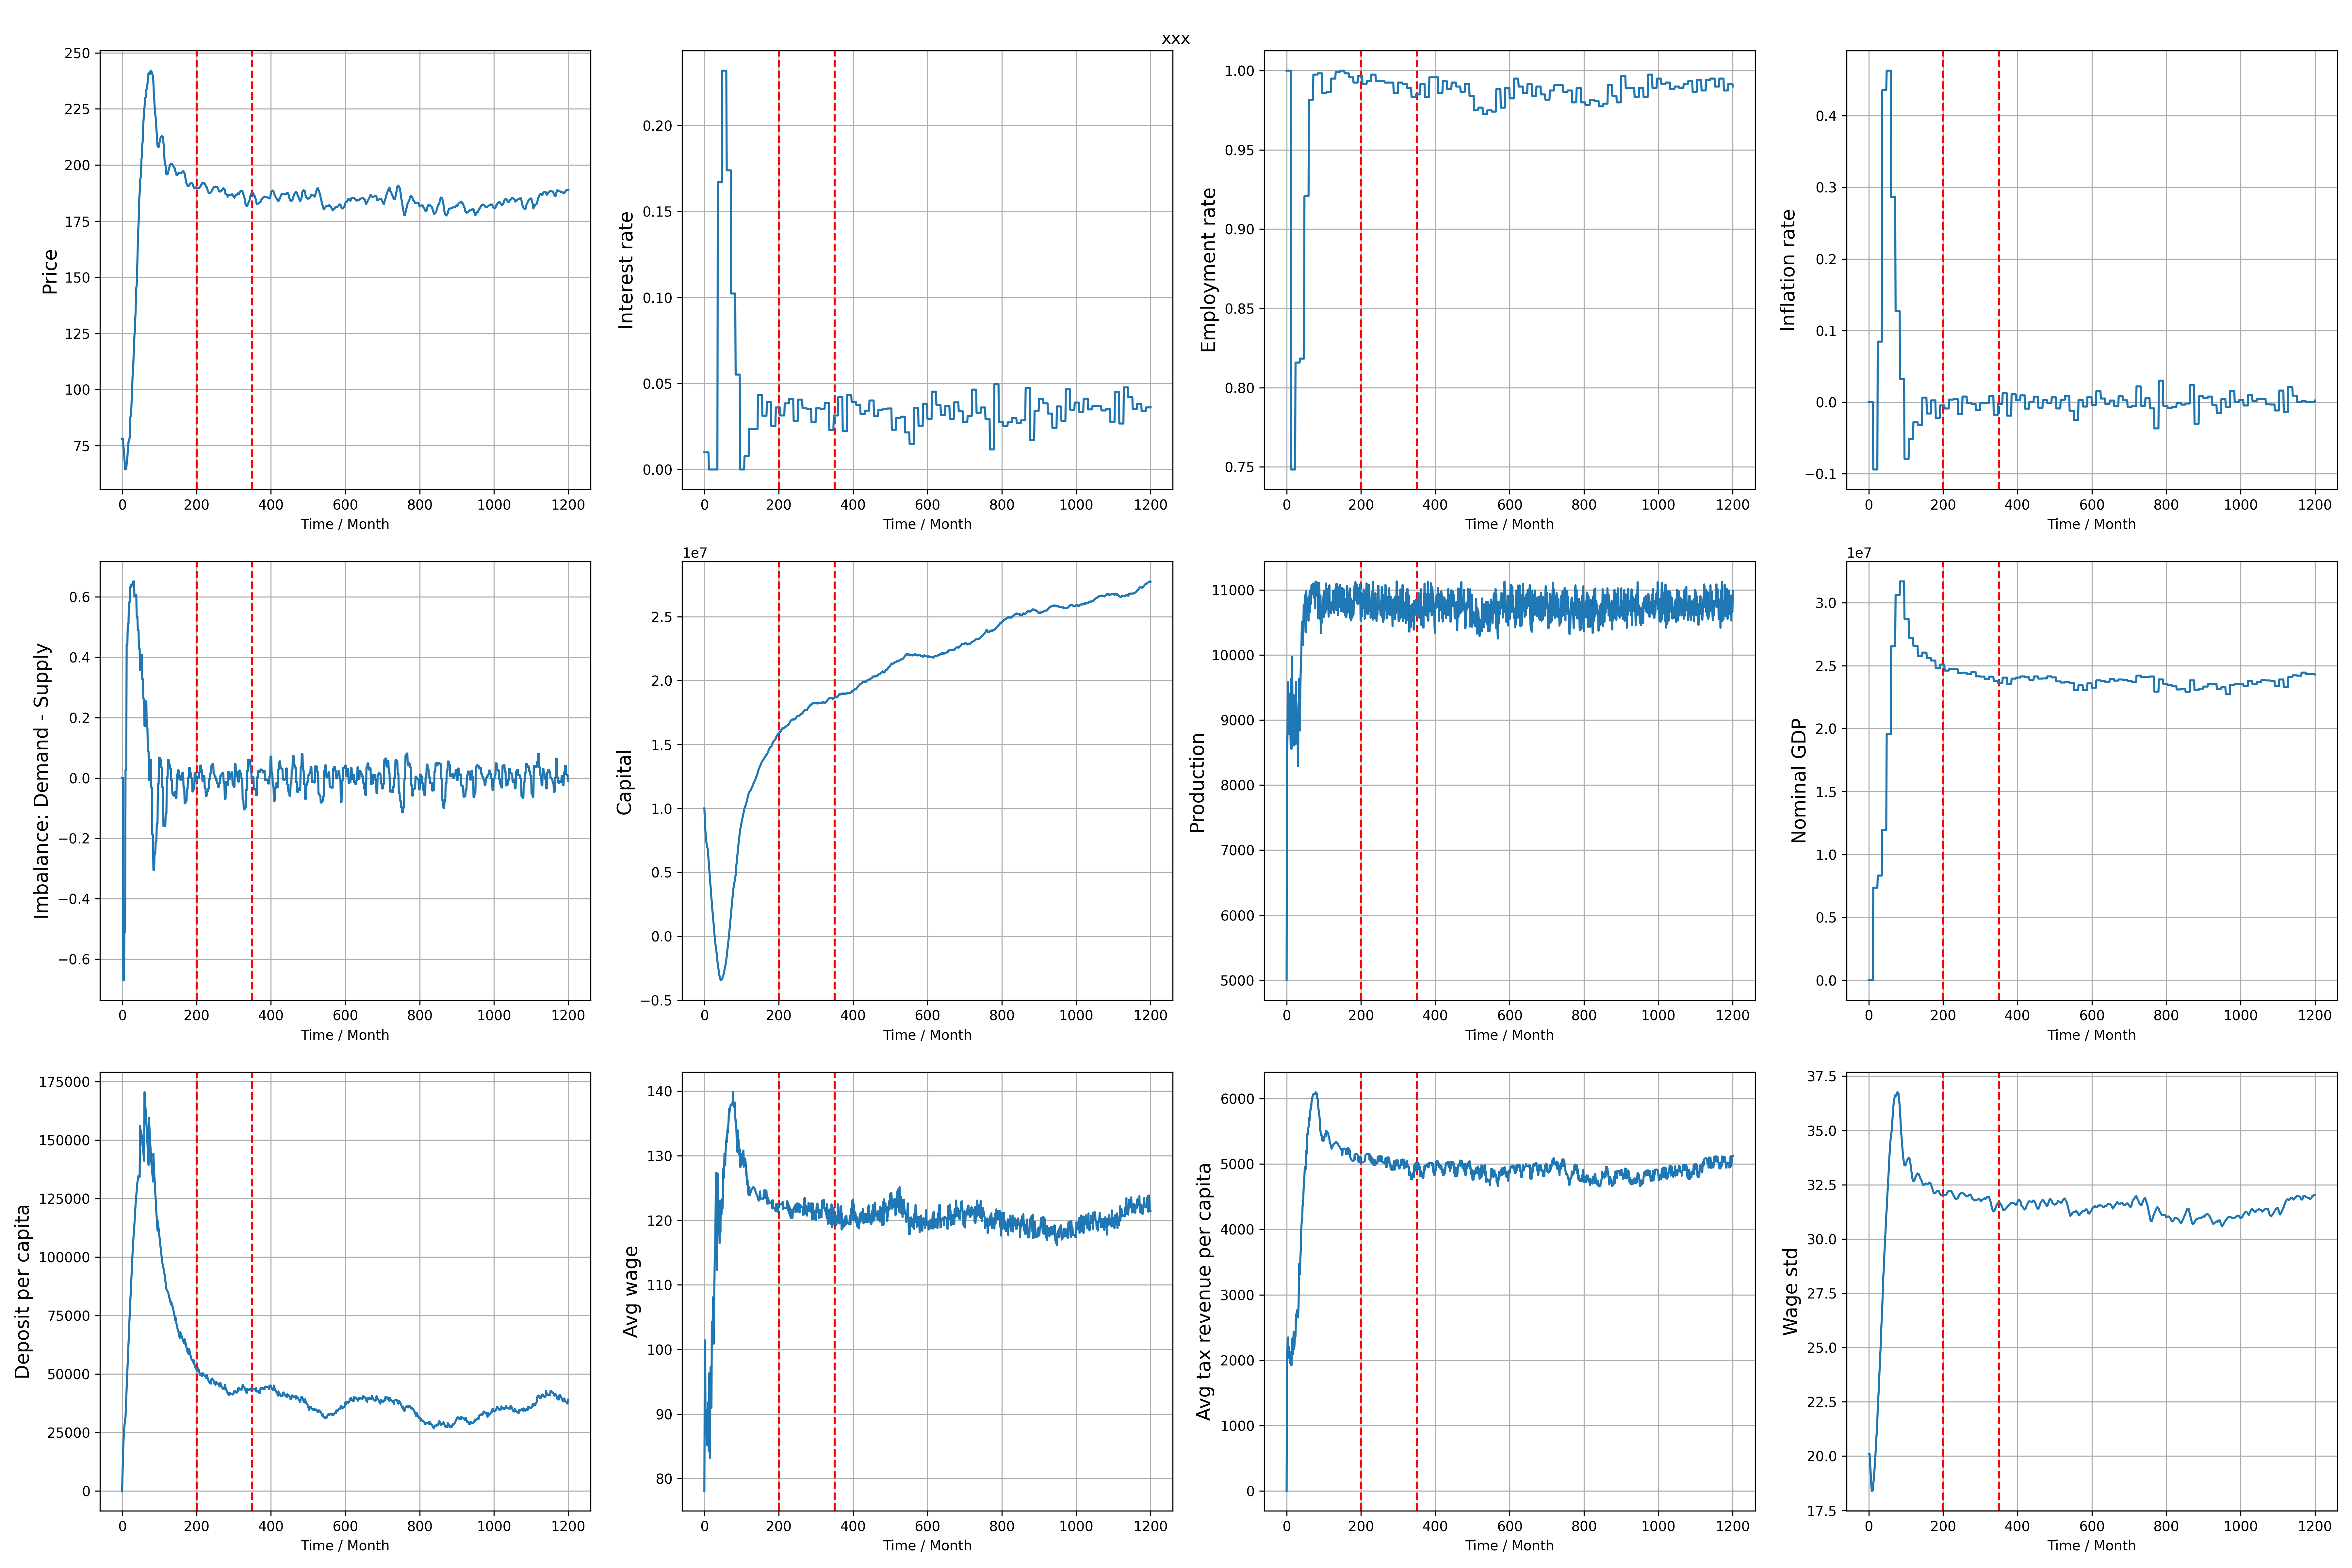 xxx
250
225
200
175
150
125
100
75
0 200 400 600 800 1000 1200
Time / Month
Price
0.20
0.15
0.10
0.05
0.00
0 200 400 600 800 1000 1200
Time / Month
Interest rate
1.00
0.95
0.90
0.85
0.80
0.75
0 200 400 600 800 1000 1200
Time / Month
Employment rate
0.4
0.3
0.2
0.1
0.0
−0.1
0 200 400 600 800 1000 1200
Time / Month
Inflation rate
0.6
0.4
0.2
0.0
−0.2
−0.4
−0.6
0 200 400 600 800 1000 1200
Time / Month
Imbalance: Demand - Supply
1e7
2.5
2.0
1.5
1.0
0.5
0.0
−0.5
0 200 400 600 800 1000 1200
Time / Month
Capital
11000
10000
9000
8000
7000
6000
5000
0 200 400 600 800 1000 1200
Time / Month
Production
1e7
3.0
2.5
2.0
1.5
1.0
0.5
0.0
0 200 400 600 800 1000 1200
Time / Month
Nominal GDP
175000
150000
125000
100000
75000
50000
25000
0
0 200 400 600 800 1000 1200
Time / Month
Deposit per capita
140
130
120
110
100
90
80
0 200 400 600 800 1000 1200
Time / Month
Avg wage
6000
5000
4000
3000
2000
1000
0
0 200 400 600 800 1000 1200
Time / Month
Avg tax revenue per capita
37.5
35.0
32.5
30.0
27.5
25.0
22.5
20.0
17.5
0 200 400 600 800 1000 1200
Time / Month
Wage std